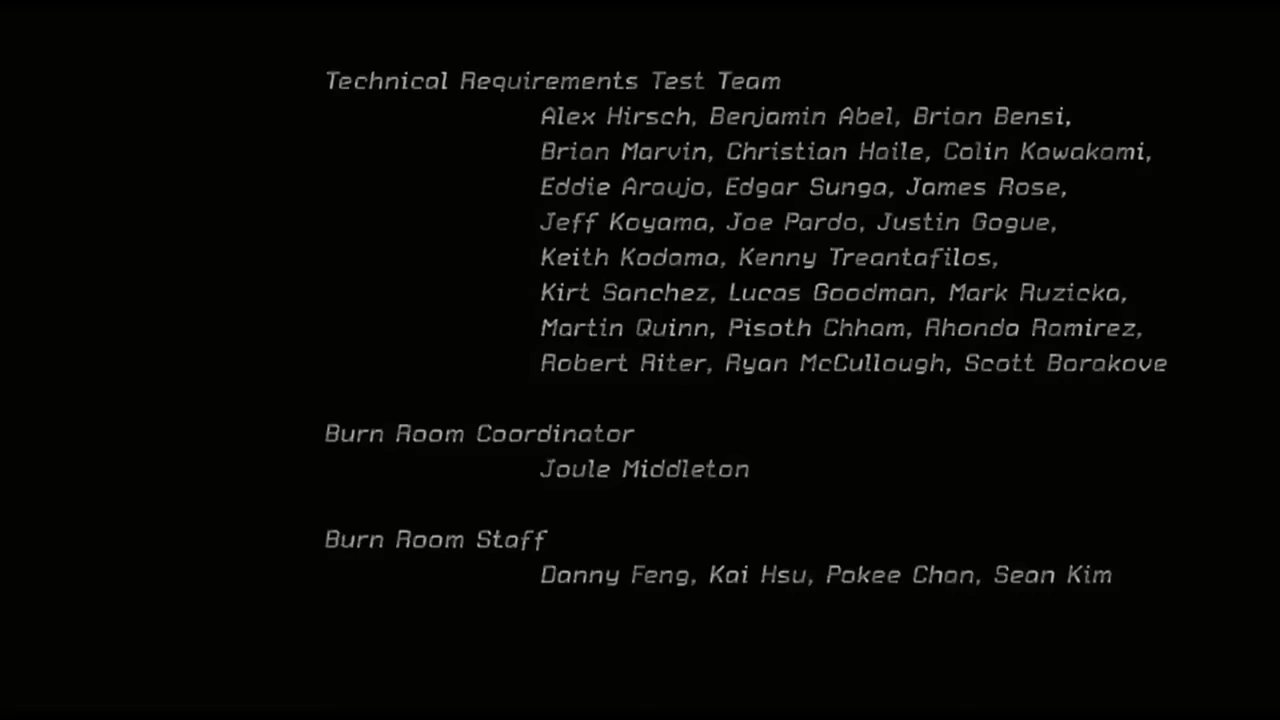 Technical Requirements Test Team
Alex Hirsch, Benjamin Abel, Brian Bensi,
Brian Marvin, Christian Haile, Colin Kawakami,
Eddie Araujo, Edgar Sunga, James Rose,
Jeff Koyama, Joe Pardo, Justin Gogue,
Keith Kodama, Kenny Treantafilos,
Kirt Sanchez, Lucas Goodman, Mark Ruzicka,
Martin Quinn, Pisoth Chham, Rhonda Ramirez,
Robert Riter, Ryan McCullough, Scott Borakove
Burn Room Coordinator
Joule Middleton
Burn Room Staff
Danny Feng, Kai Hsu, Pokee Chan, Sean Kim